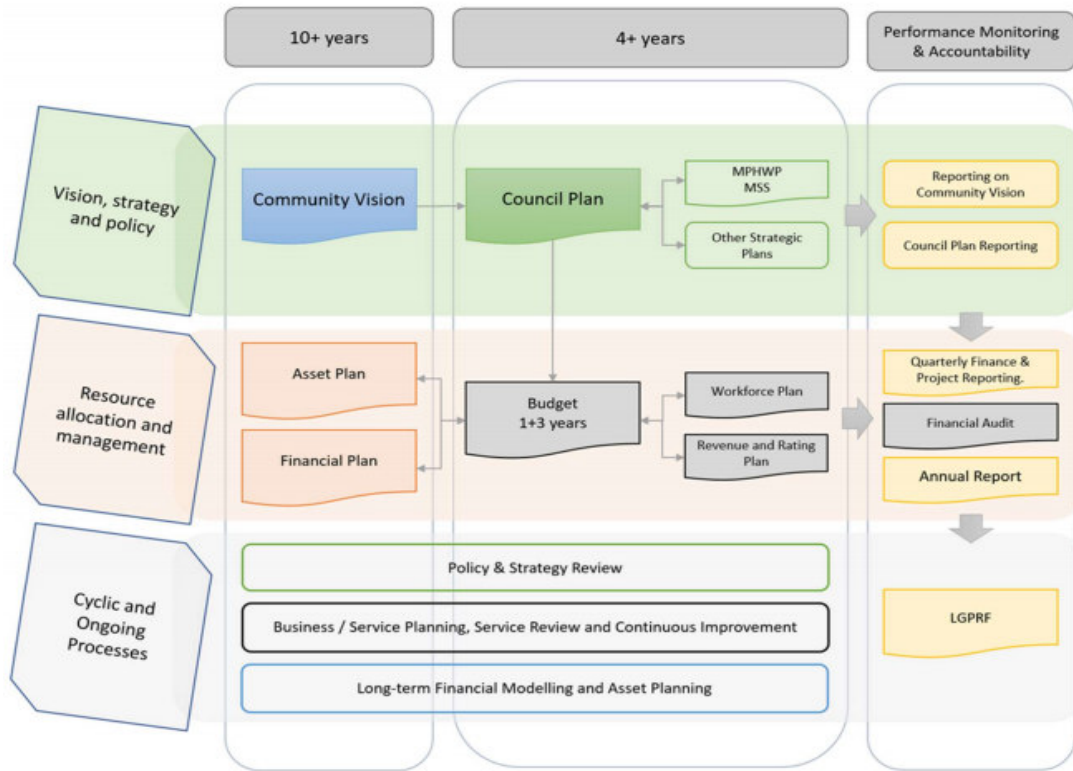 10+ years
4+ years
Performance Monitoring
& Accountability
Vision, strategy
and policy
Community Vision
Council Plan
MPHWP
MSS
Other Strategic
Plans
Reporting on
Community Vision
Council Plan Reporting
Resource
allocation and
management
Asset Plan
Financial Plan
Budget
1+3 years
Workforce Plan
Revenue and Rating
Plan
Quarterly Finance &
Project Reporting.
Financial Audit
Annual Report
Cyclic and
Ongoing
Processes
Policy & Strategy Review
Business / Service Planning, Service Review and Continuous Improvement
Long-term Financial Modelling and Asset Planning
LGPRF